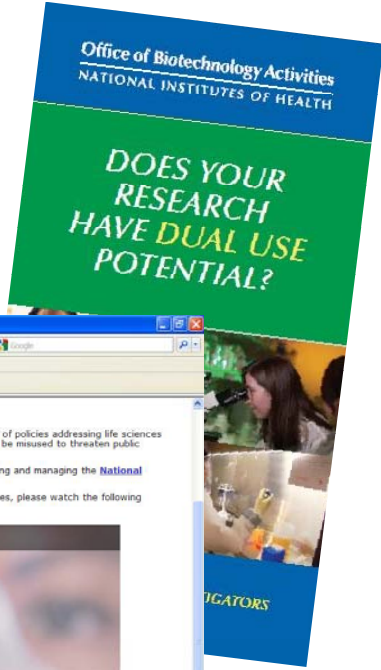 Office of Biotechnology Activities
NATIONAL INSTITUTES OF HEALTH
DOES YOUR
RESEARCH
HAVE DUAL USE
POTENTIAL?
Google
of policies addressing life sciences
be misused to threaten public
ng and managing the National
es, please watch the following
IGATORS